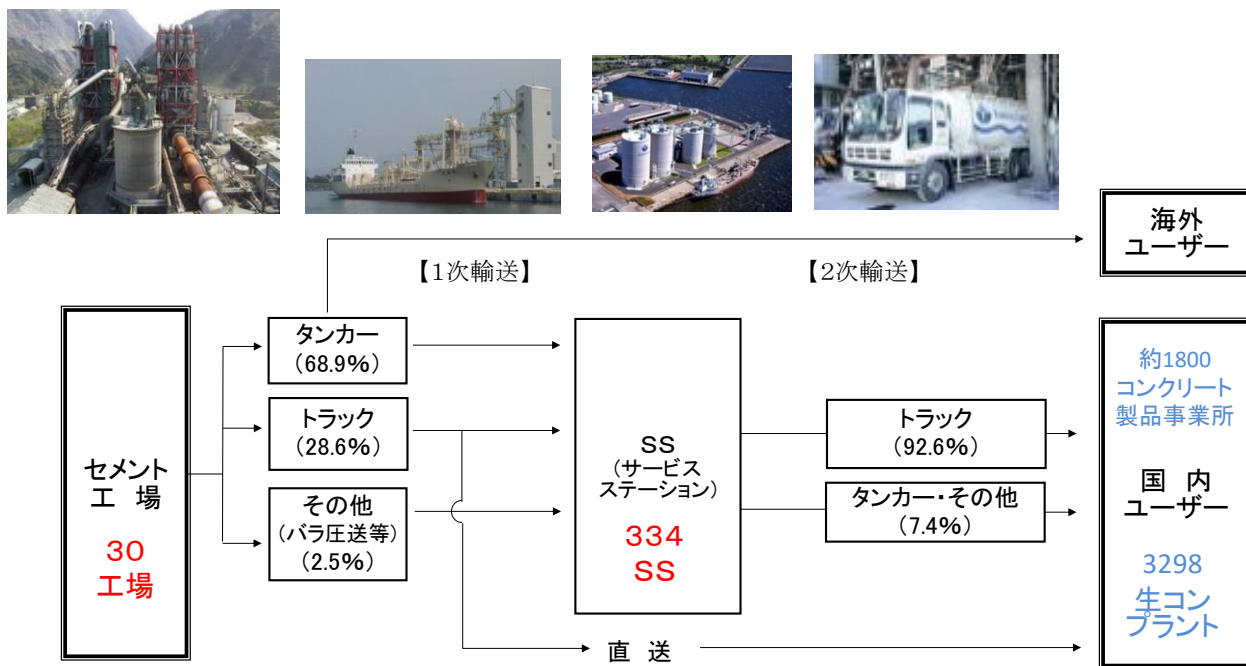 海外
ユーザー
【1次輸送】
【2次輸送】
セメント
工 場
30
工場
タンカー
（68.9%）
トラック
（28.6%）
その他
（バラ圧送等）
（2.5%）
SS
（サービス
ステーション）
334
SS
トラック
（92.6%）
タンカー・その他
（7.4%）
直 送
約1800
コンクリート
製品事業所
国 内
ユーザー
3298
生コン
プラント